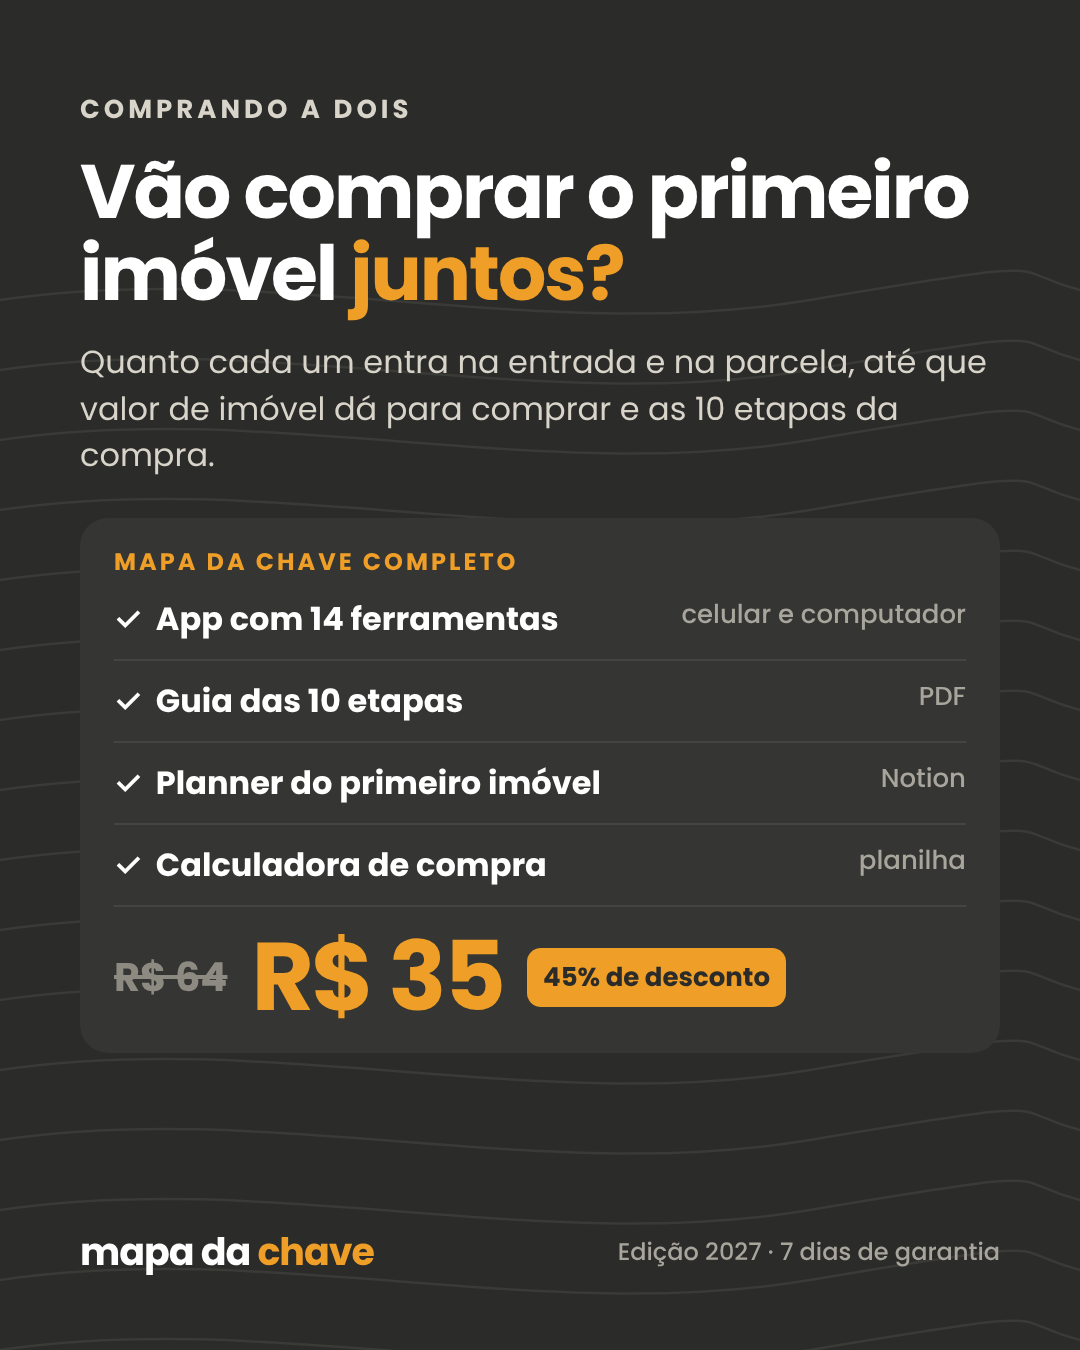 COMPRANDO A DOIS
Vão comprar o primeiro
imóvel juntos?
Quanto cada um entra na entrada e na parcela, até que
valor de imóvel dá para comprar e as 10 etapas da
compra.
MAPA DA CHAVE COMPLETO
✓ App com 14 ferramentas celular e computador
✓ Guia das 10 etapas PDF
✓ Planner do primeiro imóvel Notion
✓ Calculadora de compra planilha
R$ 64 R$ 35 45% de desconto
mapa da chave Edição 2027 · 7 dias de garantia